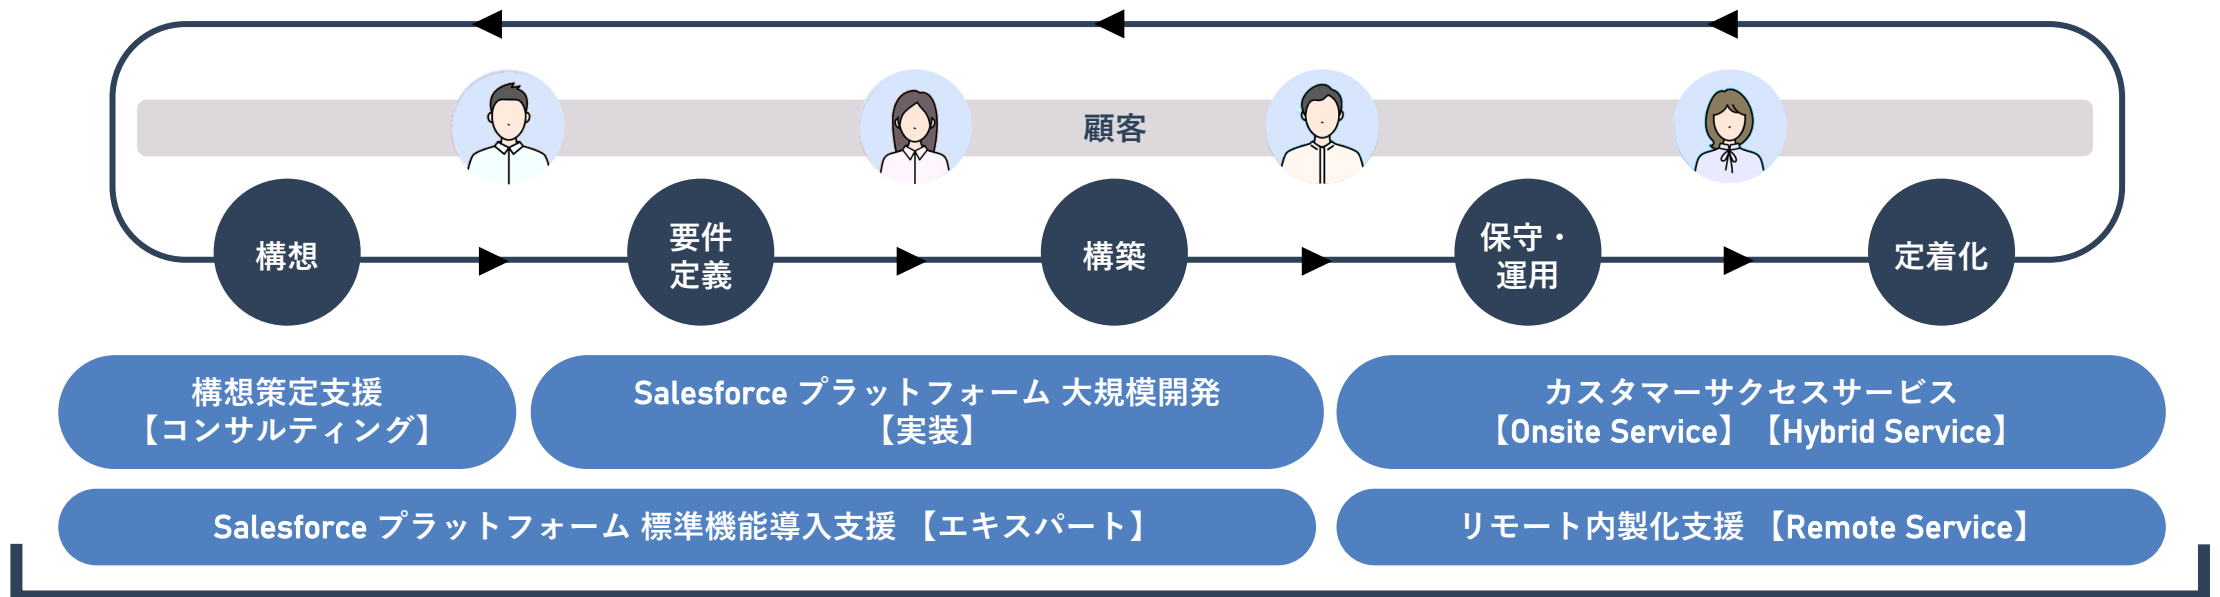 顧客
構想
要件
定義
構築
保守・
運用
定着化
構想策定支援
【コンサルティング】
Salesforce プラットフォーム 大規模開発
【実装】
カスタマーサクセスサービス
【Onsite Service】【Hybrid Service】
Salesforce プラットフォーム 標準機能導入支援 【エキスパート】
リモート内製化支援 【Remote Service】